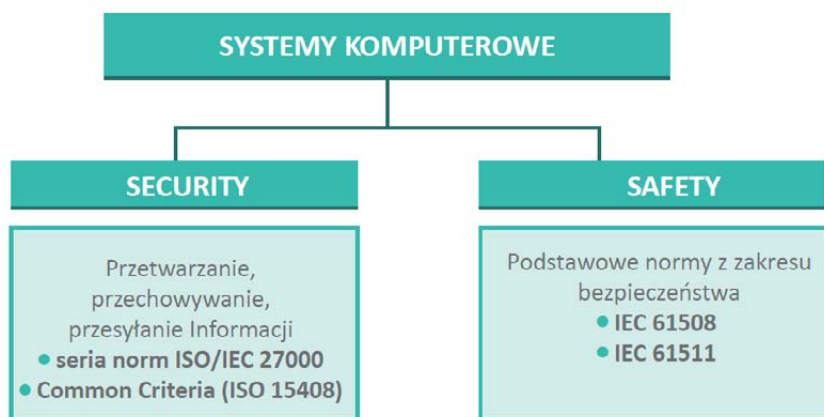 SYSTEMY KOMPUTEROWE
SECURITY
Przetwarzanie,
przechowywanie,
przesyłanie Informacji
• seria norm ISO/IEC 27000
• Common Criteria (ISO 15408)
SAFETY
Podstawowe normy z zakresu
bezpieczeństwa
• IEC 61508
• IEC 61511